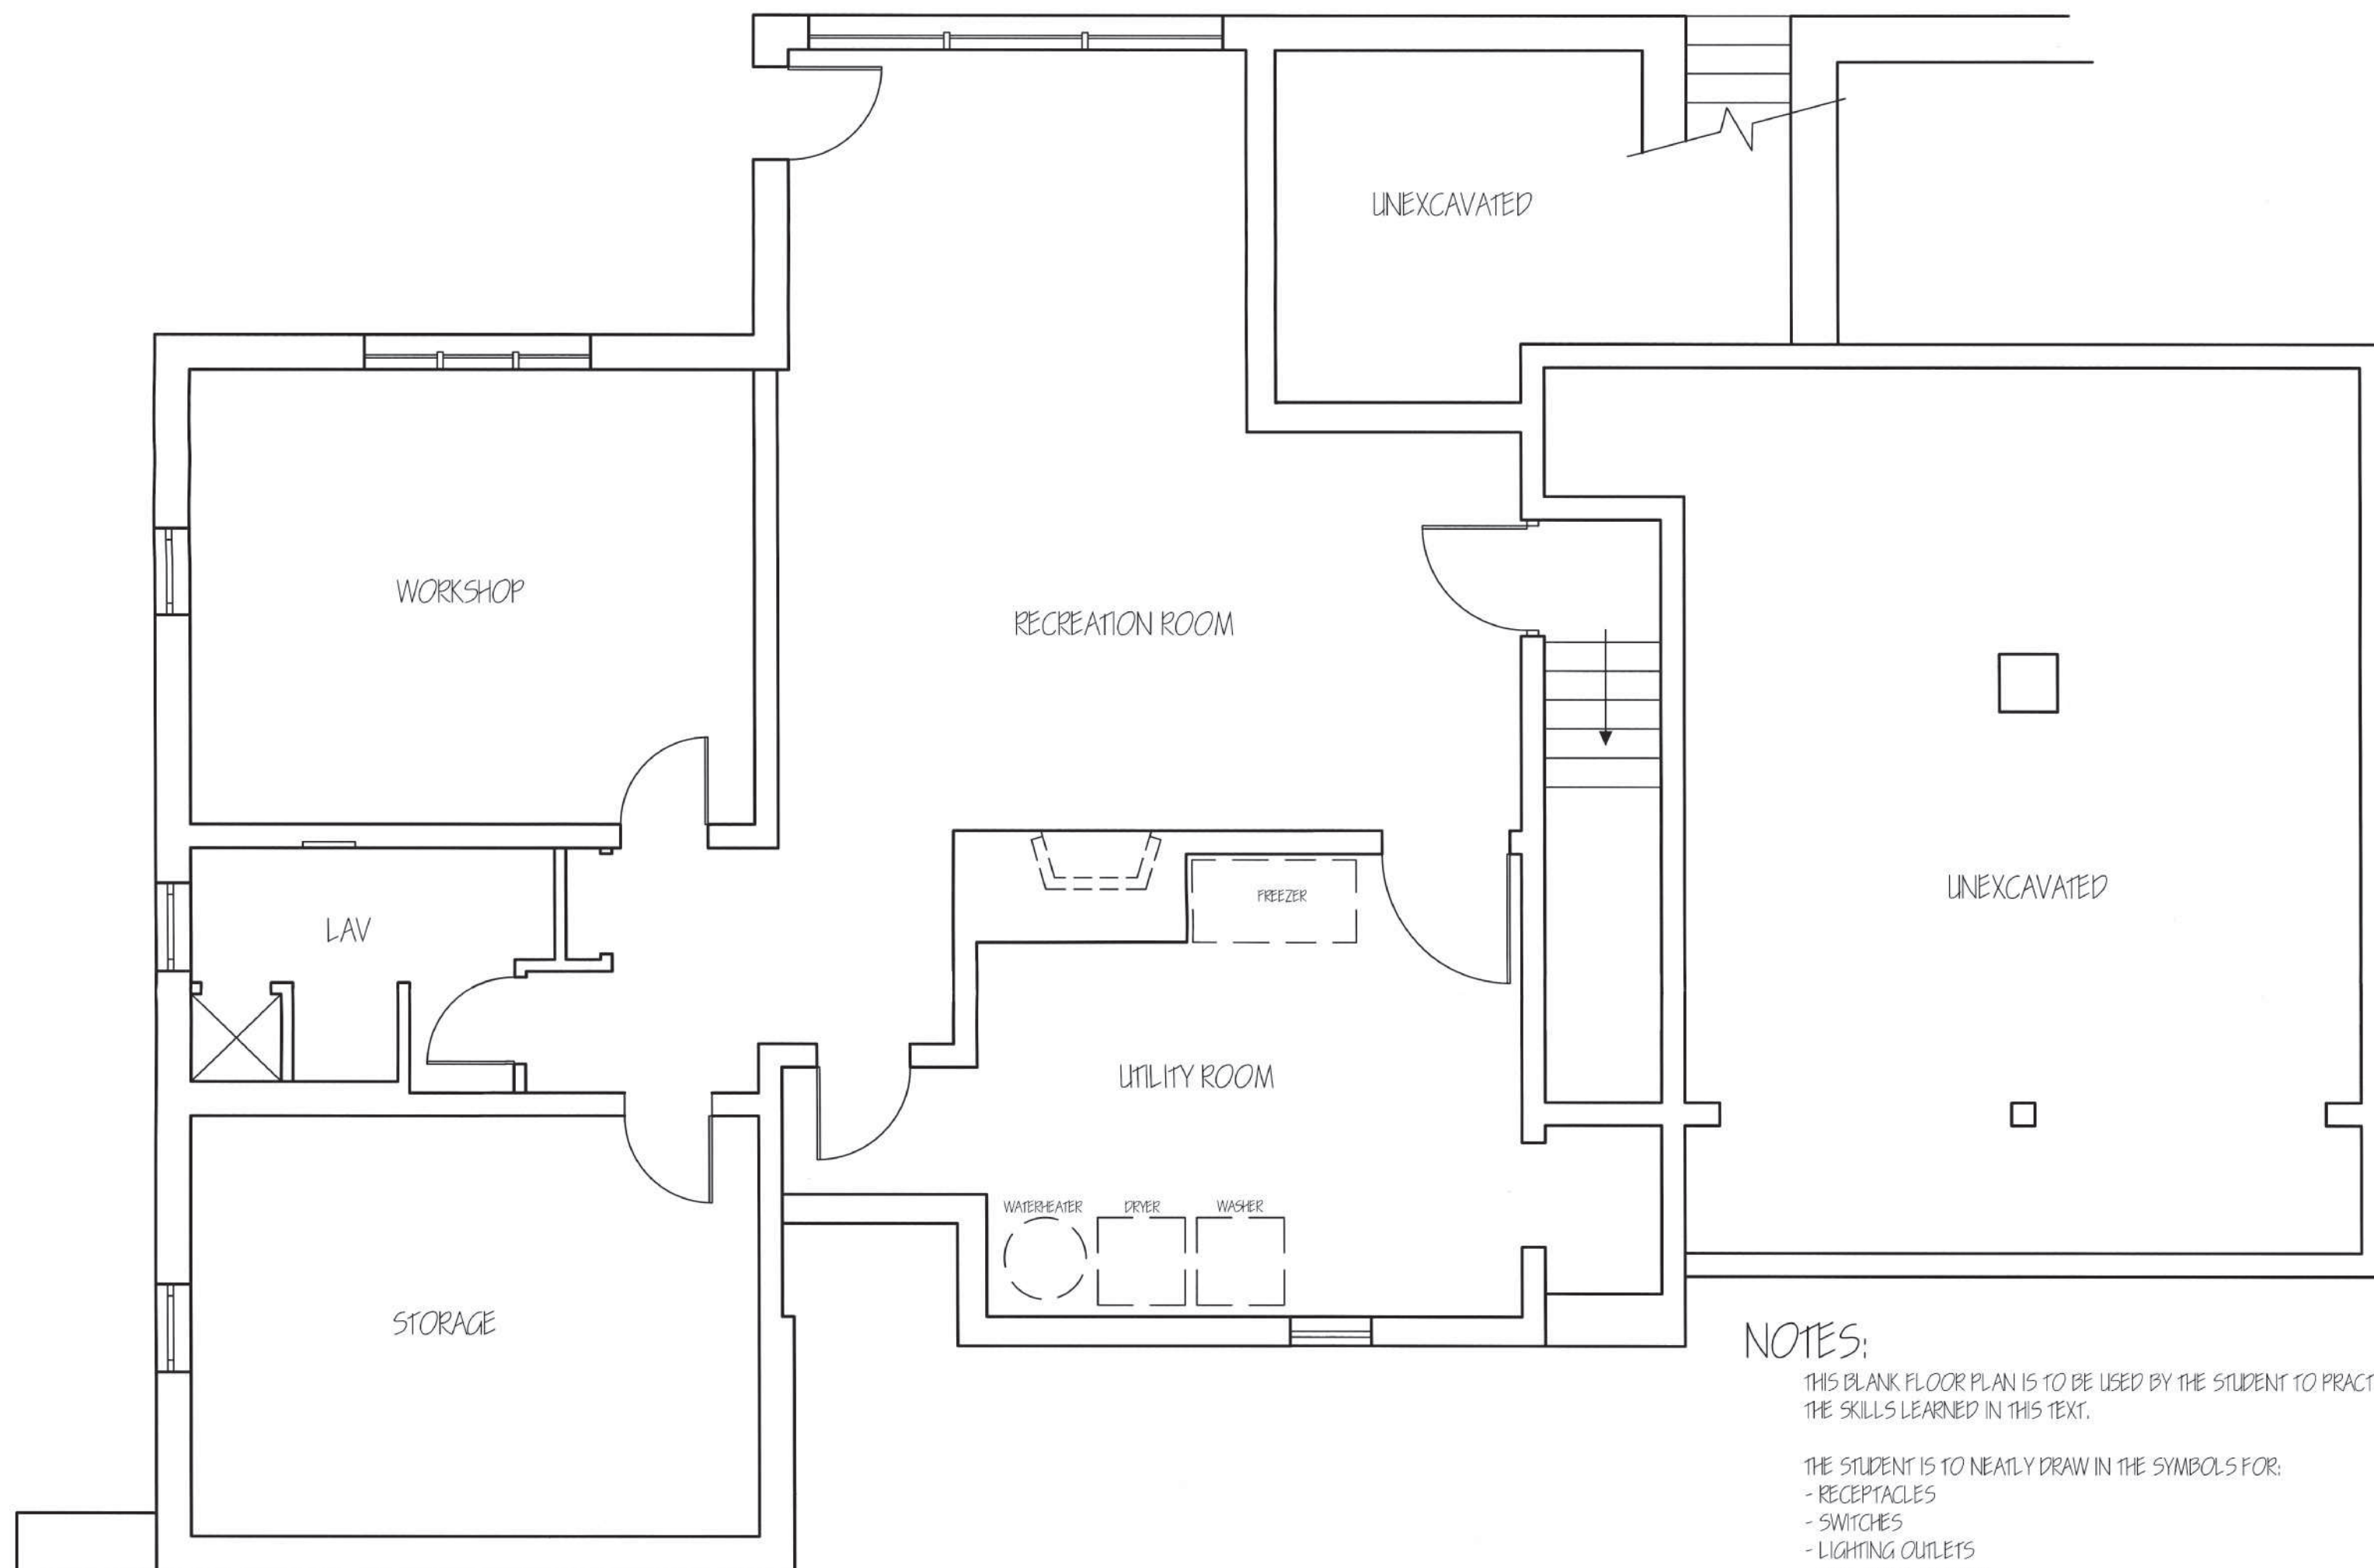 UNEXCAVATED
WORKSHOP
RECREATION ROOM
UNEXCAVATED
FREEZER
LAV
UTILITY ROOM
WATERHEATER
DRYER
WASHER
STORAGE
NOTES:
THIS BLANK FLOOR PLAN IS TO BE USED BY THE STUDENT TO PRACT
THE SKILLS LEARNED IN THIS TEXT.
THE STUDENT IS TO NEATLY DRAW IN THE SYMBOLS FOR:
- RECEPTACLES
- SWITCHES
- LIGHTING OUTLETS